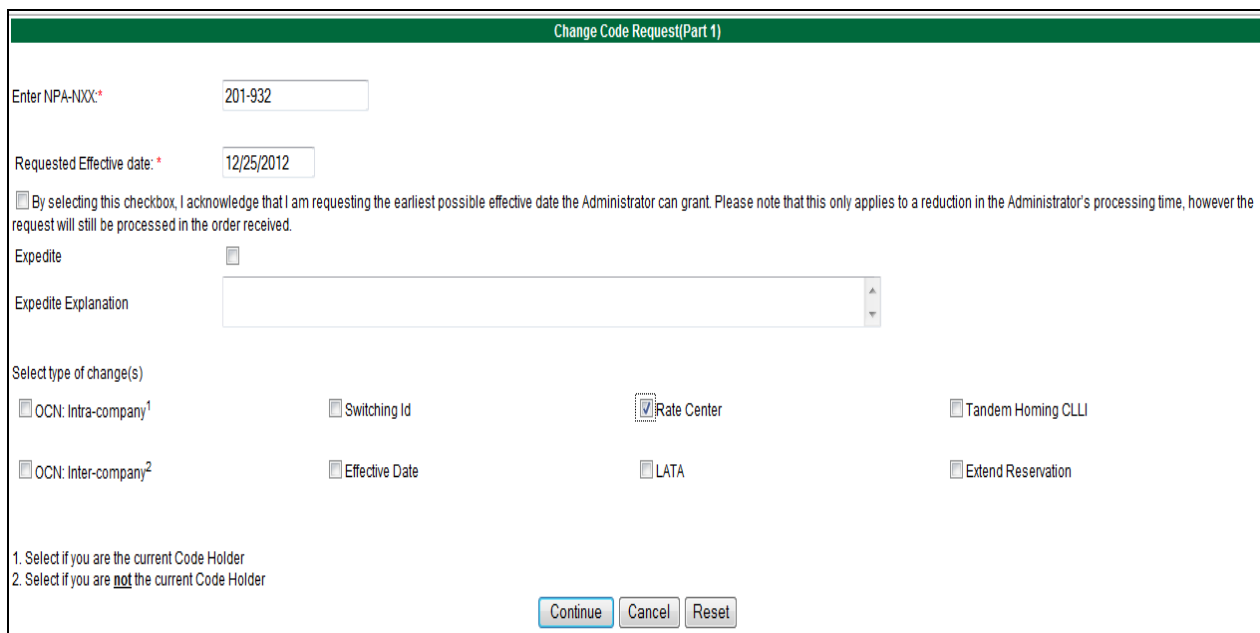 Change Code Request(Part 1)
Enter NPA-NXX:* 201-932
Requested Effective date: * 12/25/2012
By selecting this checkbox, I acknowledge that I am requesting the earliest possible effective date the Administrator can grant. Please note that this only applies to a reduction in the Administrator's processing time, however the
request will still be processed in the order received.
Expedite
Expedite Explanation
Select type of change(s)
OCN: Intra-company1 Switching Id Rate Center Tandem Homing CLLI
OCN: Inter-company2 Effective Date LATA Extend Reservation
1. Select if you are the current Code Holder
2. Select if you are not the current Code Holder
Continue Cancel Reset